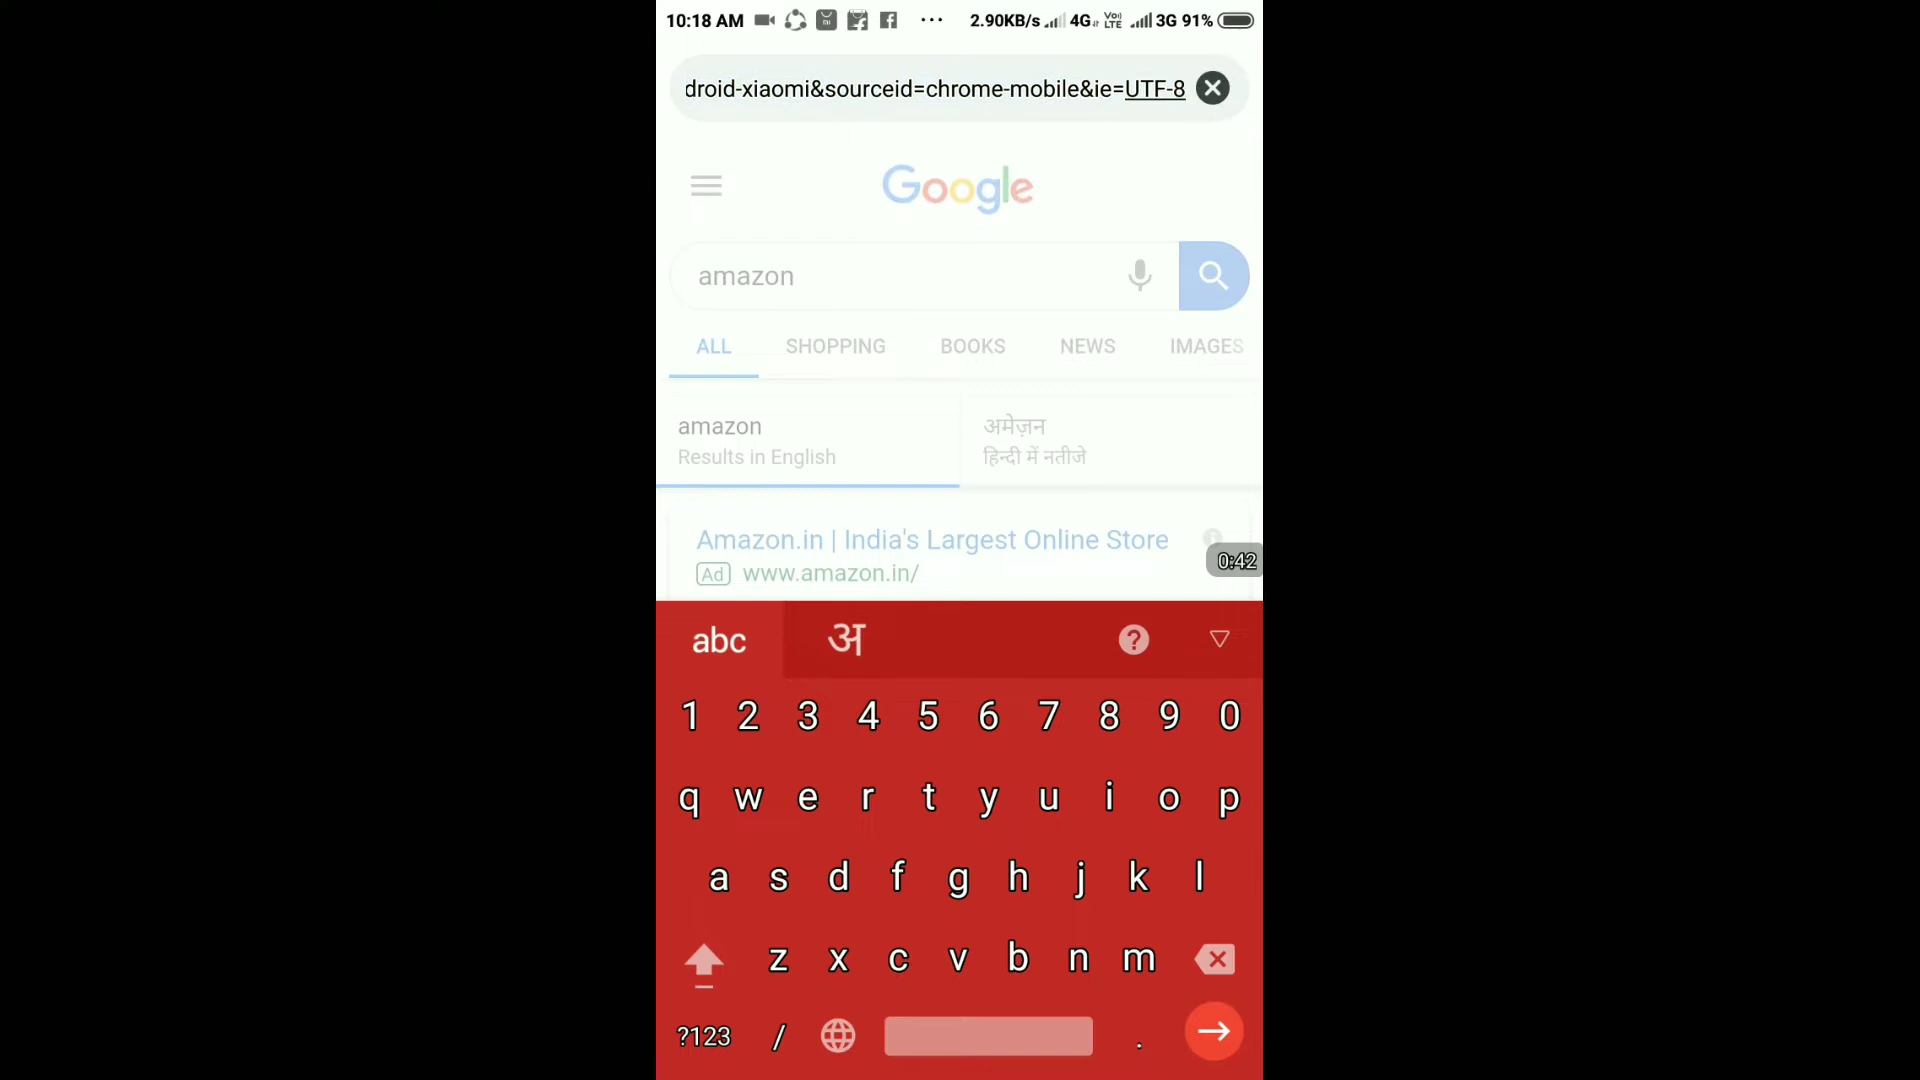 10:18 AM ... 2.90KB/s 4G Vo) LTE 3G 91%
droid-xiaomi&sourceid=chrome-mobile&ie=UTF-8
Google
amazon
ALL SHOPPING BOOKS NEWS IMAGES
amazon अमेज़न
Results in English हिन्दी में नतीजे
Amazon.in | India's Largest Online Store
0:42
Ad www.amazon.in/
abc अ ?
1 2 3 4 5 6 7 8 9 0
q w e r t y u i o p
a s d f g h j k l
z x c v b n m
?123 / .